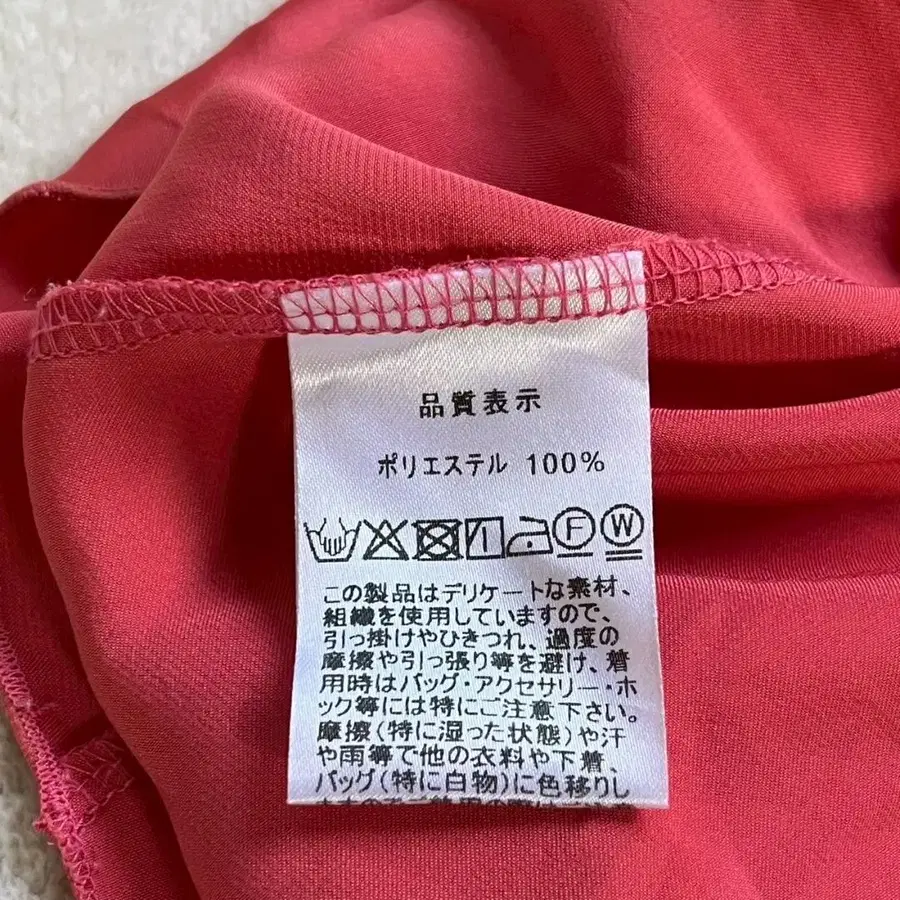 品質表示
ポリエステル 100%
F W
この製品はデリケートな素材、
組織を使用していますので、
引っ掛けやひきつれ、過度の
摩擦や引っ張り等を避け、着
用時はバッグ・アクセサリー・ホ
ック等には特にご注意下さい。
摩擦(特に湿った状態)や汗
や雨等で他の衣料や下着、
バッグ(特に白物)に色移りし